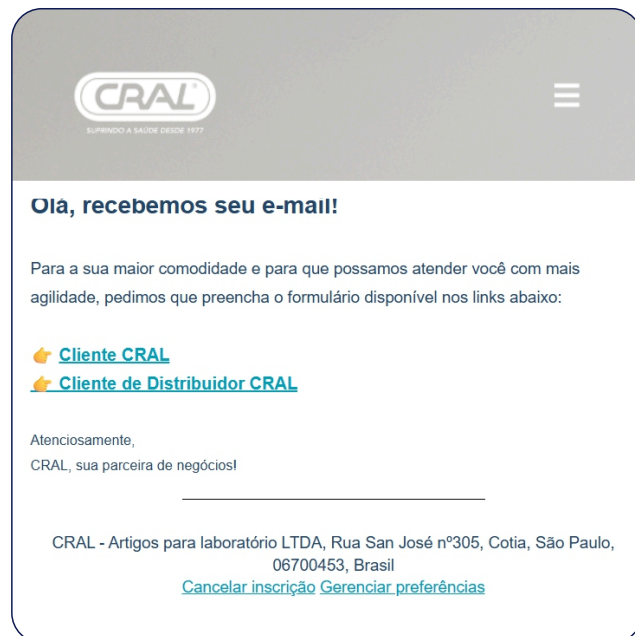 CRAL®
SUPRINDO A SAÚDE DESDE 1977
Olá, recebemos seu e-mail!
Para a sua maior comodidade e para que possamos atender você com mais
agilidade, pedimos que preencha o formulário disponível nos links abaixo:
👉 Cliente CRAL
👉 Cliente de Distribuidor CRAL
Atenciosamente,
CRAL, sua parceira de negócios!
CRAL - Artigos para laboratório LTDA, Rua San José nº305, Cotia, São Paulo,
06700453, Brasil
Cancelar inscrição Gerenciar preferências